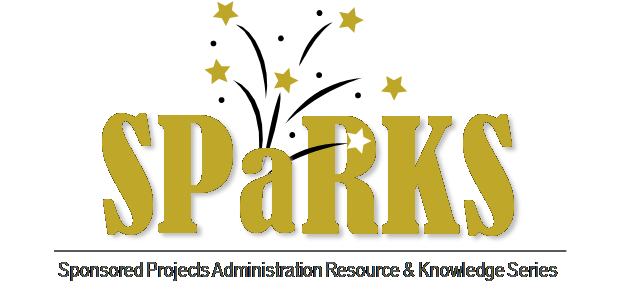 SPaRKS
Sponsored Projects Administration Resource & Knowledge Series